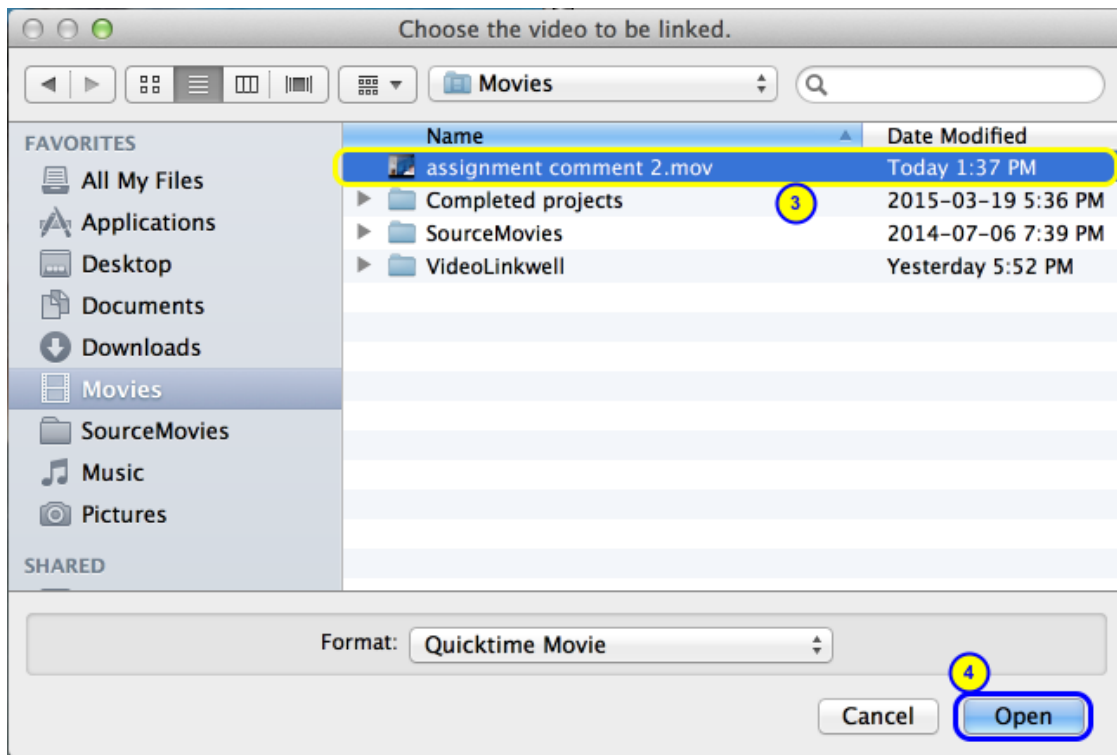 Choose the video to be linked.
Movies
FAVORITES
All My Files
Applications
Desktop
Documents
Downloads
Movies
SourceMovies
Music
Pictures
SHARED
Name Date Modified
assignment comment 2.mov Today 1:37 PM
Completed projects 3 2015-03-19 5:36 PM
SourceMovies 2014-07-06 7:39 PM
VideoLinkwell Yesterday 5:52 PM
Format: Quicktime Movie
4
Cancel Open